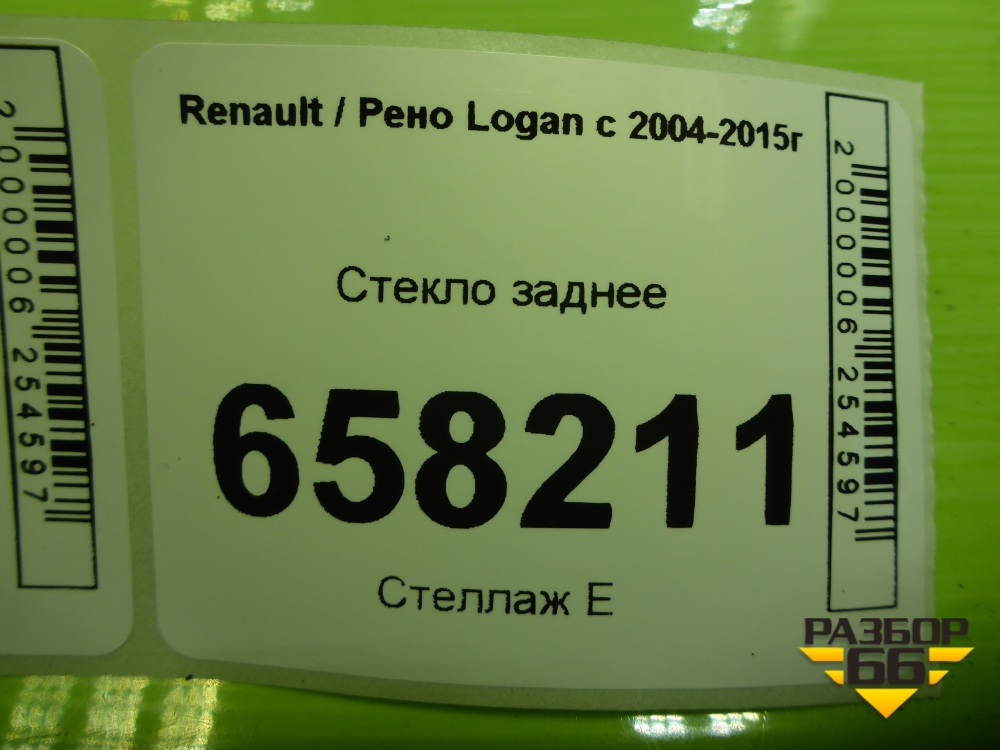 2000006254597
Renault / Рено Logan с 2004-2015г
Стекло заднее
658211
Стеллаж Е
2000006254597
РАЗБОР
66